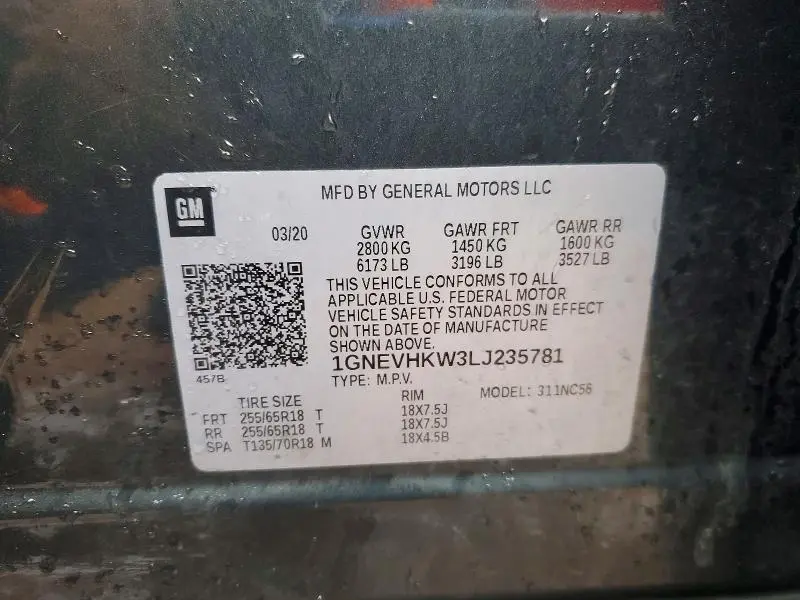 GM
MFD BY GENERAL MOTORS LLC
03/20 GVWR GAWR FRT GAWR RR
2800 KG 1450 KG 1600 KG
6173 LB 3196 LB 3527 LB
THIS VEHICLE CONFORMS TO ALL
APPLICABLE U.S. FEDERAL MOTOR
VEHICLE SAFETY STANDARDS IN EFFECT
ON THE DATE OF MANUFACTURE
SHOWN ABOVE.
1GNEVHKW3LJ235781
457B
TYPE: M.P.V.
TIRE SIZE RIM MODEL: 311NC56
FRT 255/65R18 T 18X7.5J
RR 255/65R18 T 18X7.5J
SPA T135/70R18 M 18X4.5B